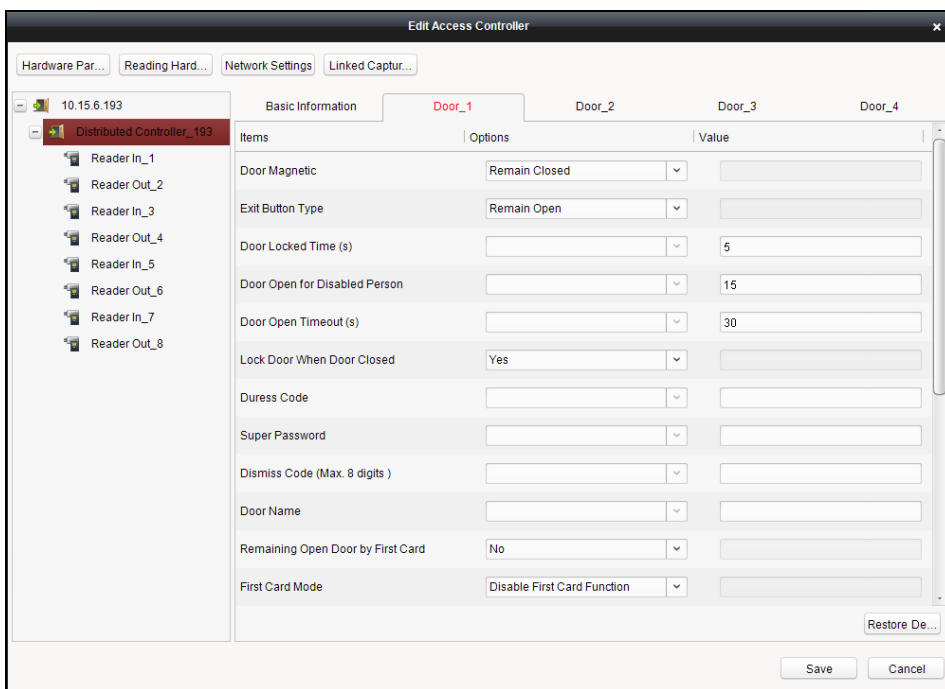 Edit Access Controller
Hardware Par... Reading Hard... Network Settings Linked Captur...
10.15.6.193
Distributed Controller_193
Reader In_1
Reader Out_2
Reader In_3
Reader Out_4
Reader In_5
Reader Out_6
Reader In_7
Reader Out_8
Basic Information Door_1 Door_2 Door_3 Door_4
Items Options Value
Door Magnetic Remain Closed
Exit Button Type Remain Open
Door Locked Time (s) 5
Door Open for Disabled Person 15
Door Open Timeout (s) 30
Lock Door When Door Closed Yes
Duress Code
Super Password
Dismiss Code (Max. 8 digits )
Door Name
Remaining Open Door by First Card No
First Card Mode Disable First Card Function
Restore De...
Save Cancel